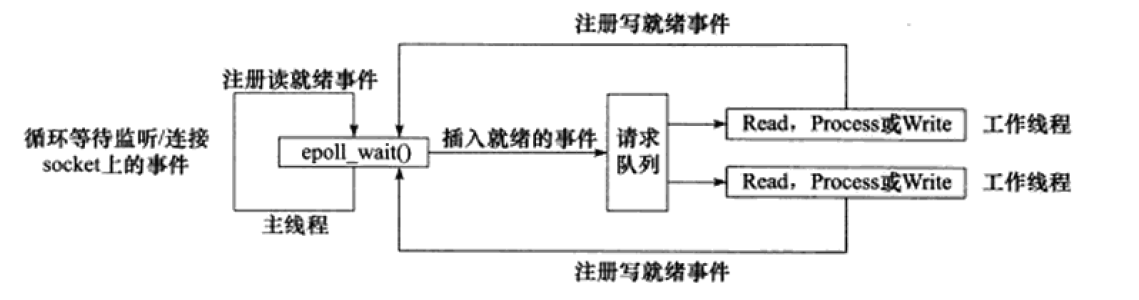 注册写就绪事件
注册读就绪事件
循环等待监听/连接
socket上的事件
epoll_wait()
插入就绪的事件
请求
队列
Read，Process或Write
工作线程
Read，Process或Write
工作线程
主线程
注册写就绪事件